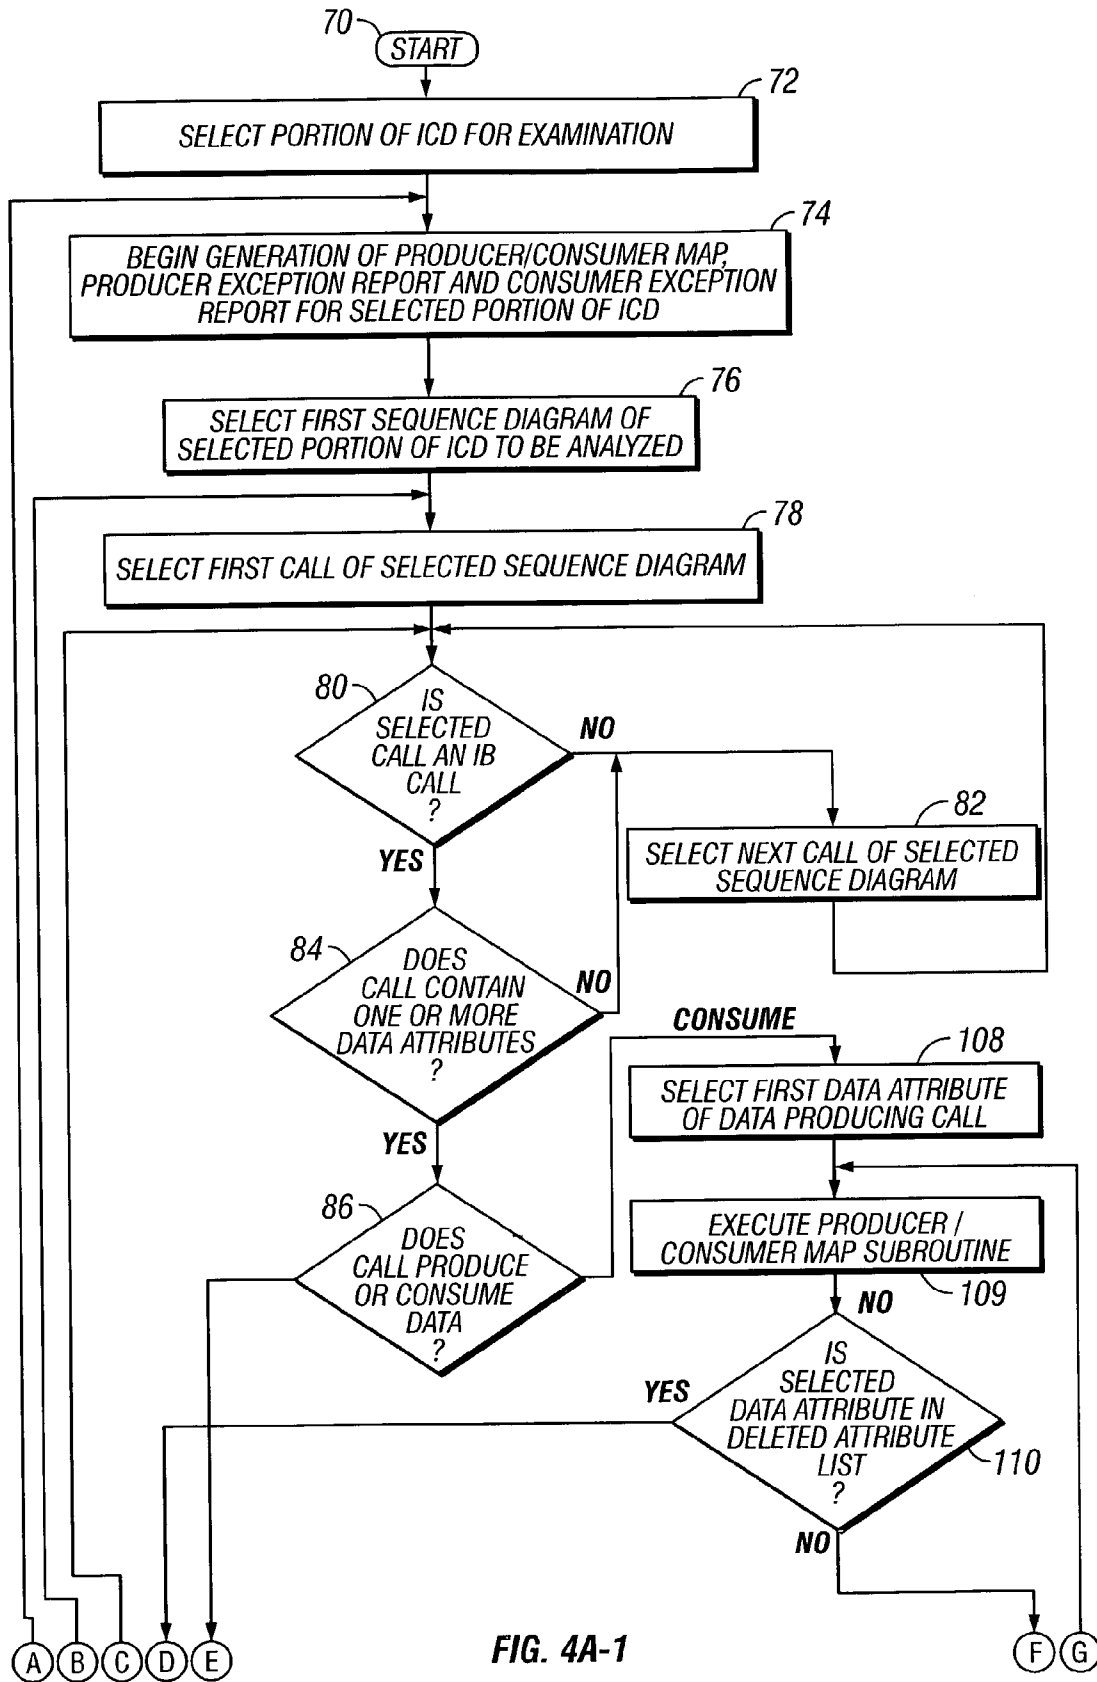 70
START
72
SELECT PORTION OF ICD FOR EXAMINATION
74
BEGIN GENERATION OF PRODUCER/CONSUMER MAP,
PRODUCER EXCEPTION REPORT AND CONSUMER EXCEPTION
REPORT FOR SELECTED PORTION OF ICD
76
SELECT FIRST SEQUENCE DIAGRAM OF
SELECTED PORTION OF ICD TO BE ANALYZED
78
SELECT FIRST CALL OF SELECTED SEQUENCE DIAGRAM
80
IS
SELECTED
CALL AN IB
CALL
?
NO
YES
82
SELECT NEXT CALL OF SELECTED
SEQUENCE DIAGRAM
84
DOES
CALL CONTAIN
ONE OR MORE
DATA ATTRIBUTES
?
NO
YES
CONSUME
108
SELECT FIRST DATA ATTRIBUTE
OF DATA PRODUCING CALL
86
DOES
CALL PRODUCE
OR CONSUME
DATA
?
EXECUTE PRODUCER /
CONSUMER MAP SUBROUTINE
109
NO
IS
SELECTED
DATA ATTRIBUTE IN
DELETED ATTRIBUTE
LIST
?
YES
110
NO
A
B
C
D
E
FIG. 4A-1
F
G